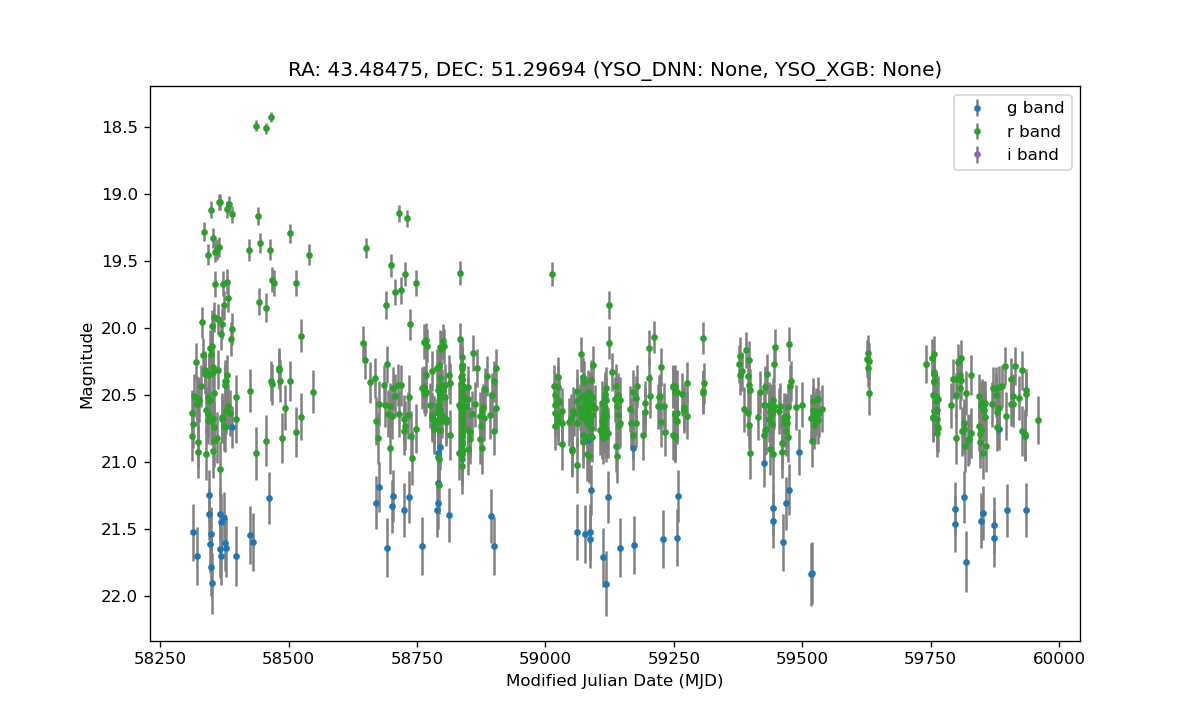 RA: 43.48475, DEC: 51.29694 (YSO_DNN: None, YSO_XGB: None)
g band
r band
i band
18.5
19.0
19.5
20.0
20.5
21.0
21.5
22.0
Magnitude
58250 58500 58750 59000 59250 59500 59750 60000
Modified Julian Date (MJD)